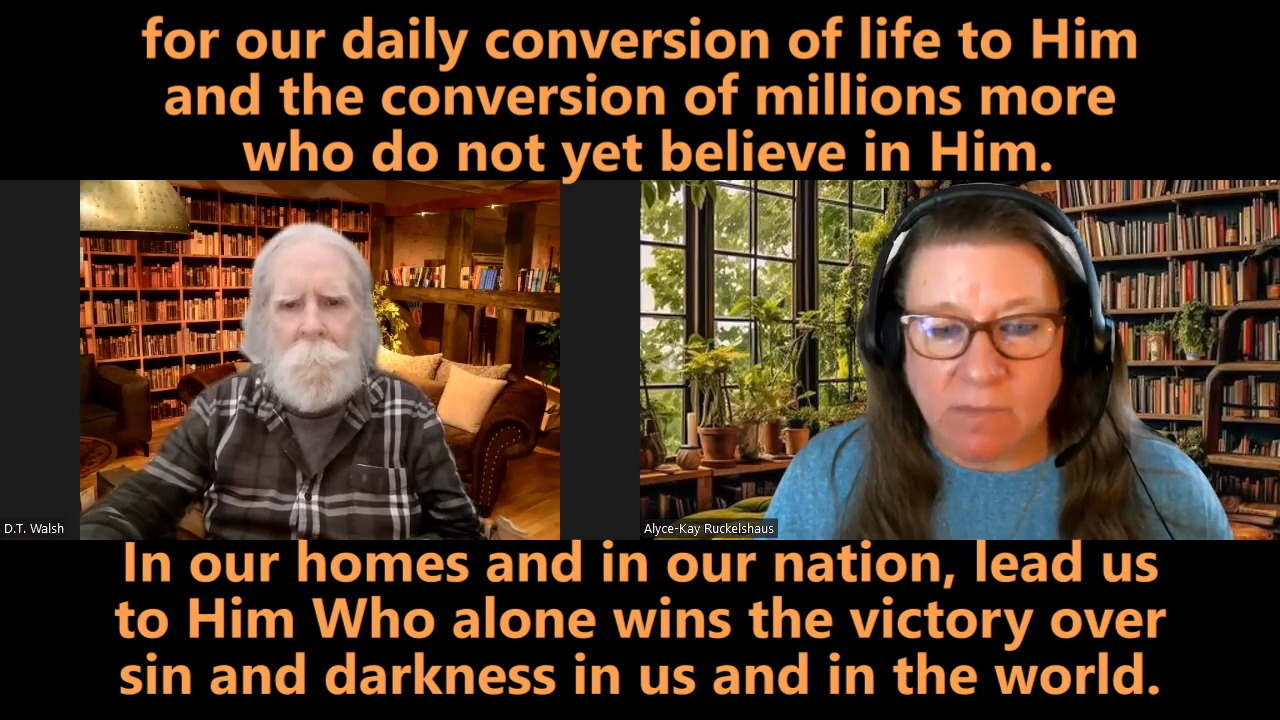 for our daily conversion of life to Him
and the conversion of millions more
who do not yet believe in Him.
D.T. Walsh
Alyce-Kay Ruckelshaus
In our homes and in our nation, lead us
to Him Who alone wins the victory over
sin and darkness in us and in the world.